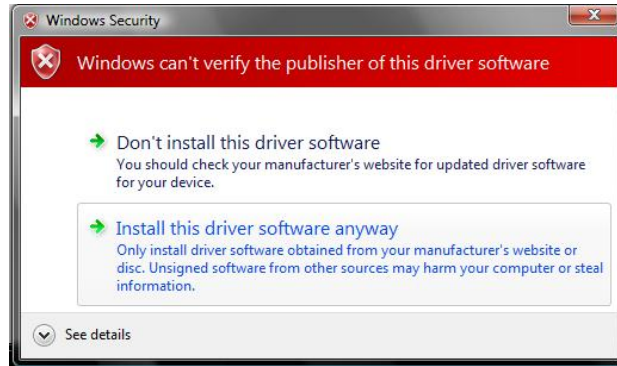 Windows Security
Windows can't verify the publisher of this driver software
Don't install this driver software
You should check your manufacturer's website for updated driver software
for your device.
Install this driver software anyway
Only install driver software obtained from your manufacturer's website or
disc. Unsigned software from other sources may harm your computer or steal
information.
See details